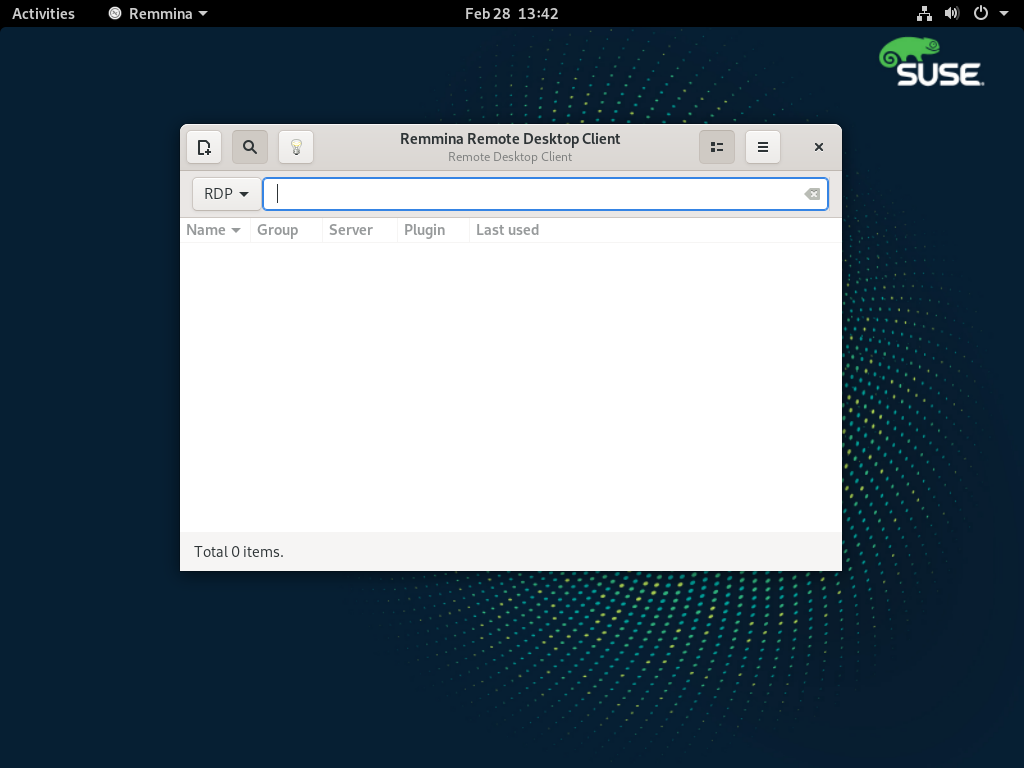 Activities Remmina Feb 28 13:42
SUSE
Remmina Remote Desktop Client
Remote Desktop Client
RDP
Name Group Server Plugin Last used
Total 0 items.